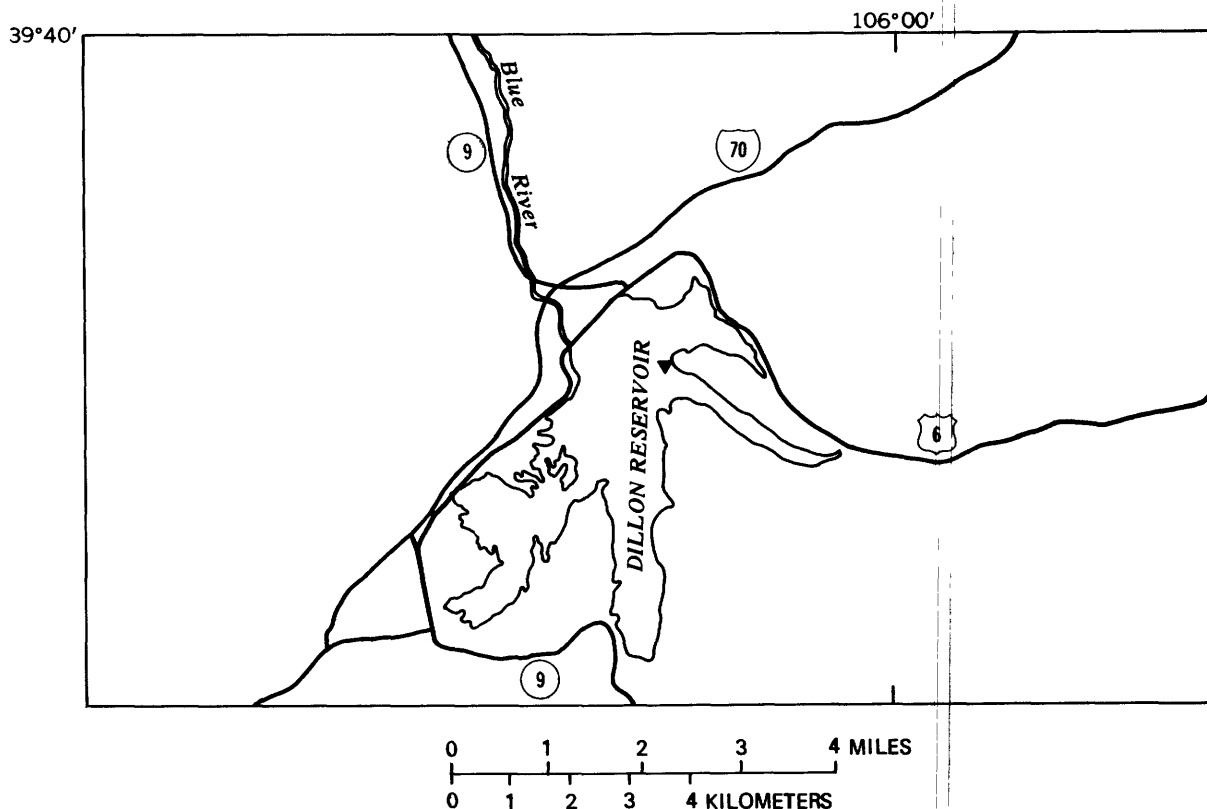 39°40'
106°00'
Blue
River
9
70
DILLON RESERVOIR
6
9
0 1 2 3 4 MILES
0 1 2 3 4 KILOMETERS